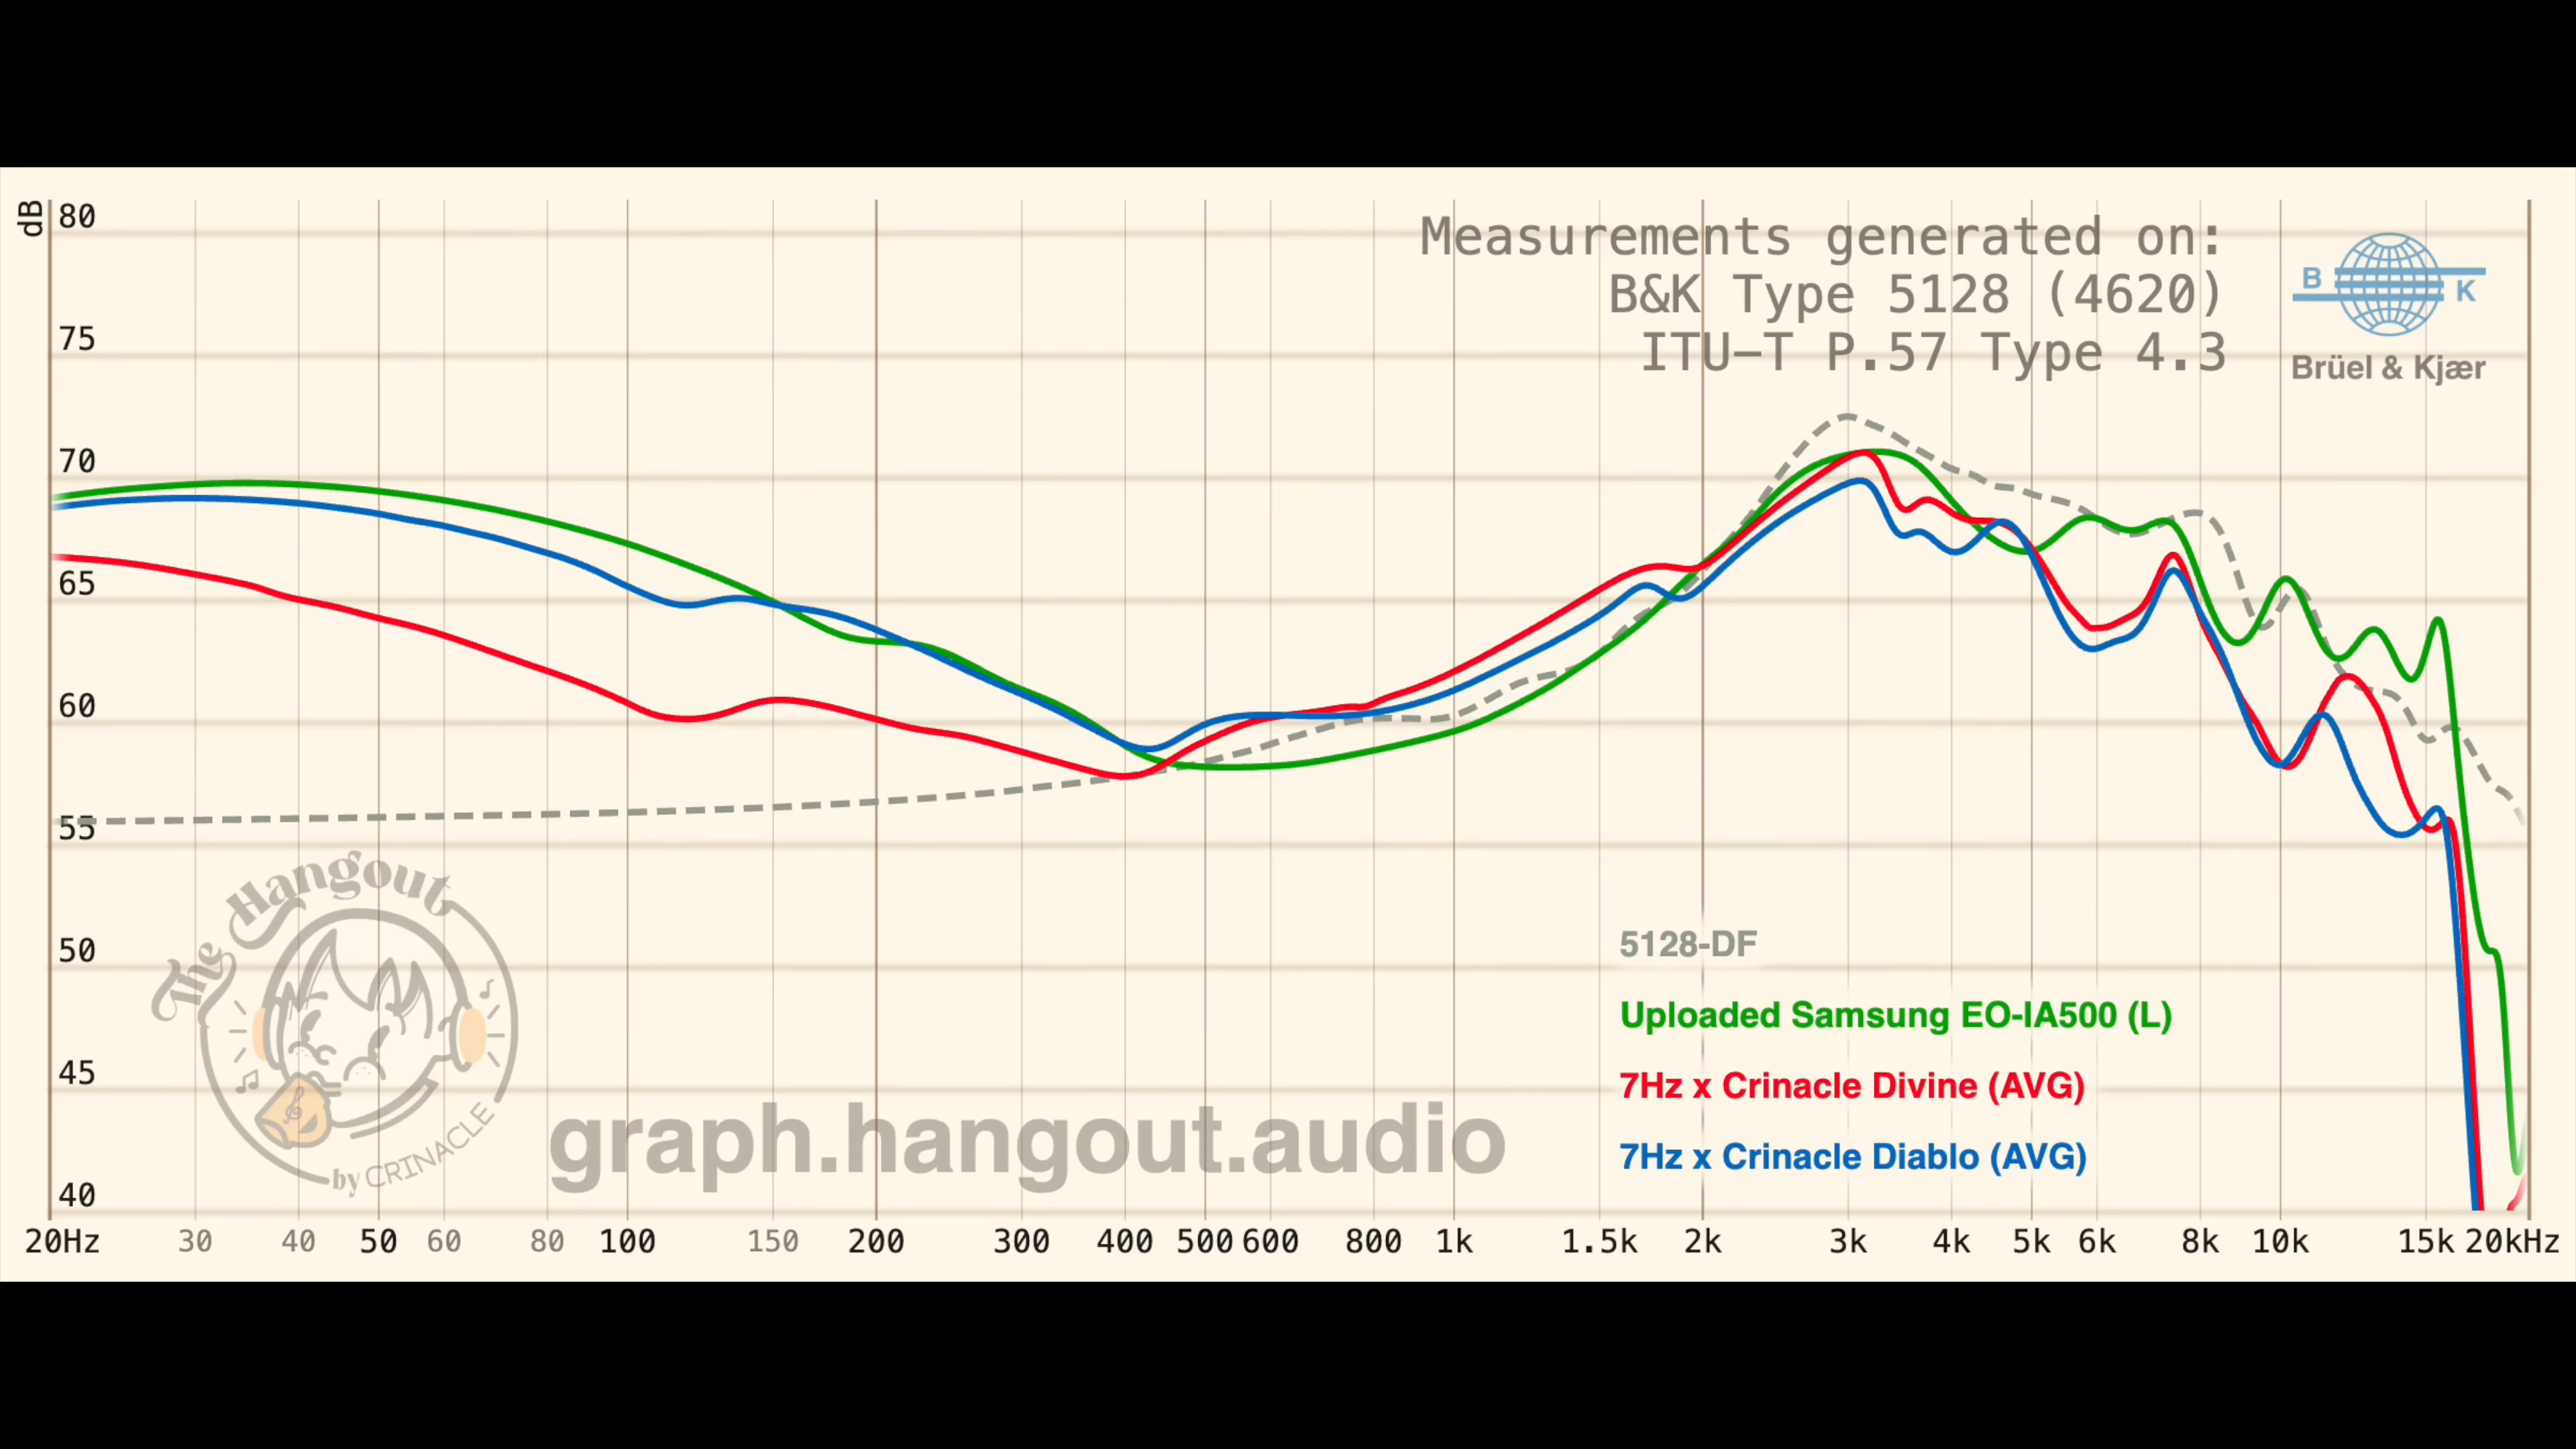 dB
80
75
70
65
60
55
50
45
40
Measurements generated on:
B&K Type 5128 (4620)
ITU-T P.57 Type 4.3
B K
Brüel & Kjær
The Hangout
by CRINACLE
graph.hangout.audio
5128-DF
Uploaded Samsung EO-IA500 (L)
7Hz x Crinacle Divine (AVG)
7Hz x Crinacle Diablo (AVG)
20Hz 30 40 50 60 80 100 150 200 300 400 500 600 800 1k 1.5k 2k 3k 4k 5k 6k 8k 10k 15k 20kHz